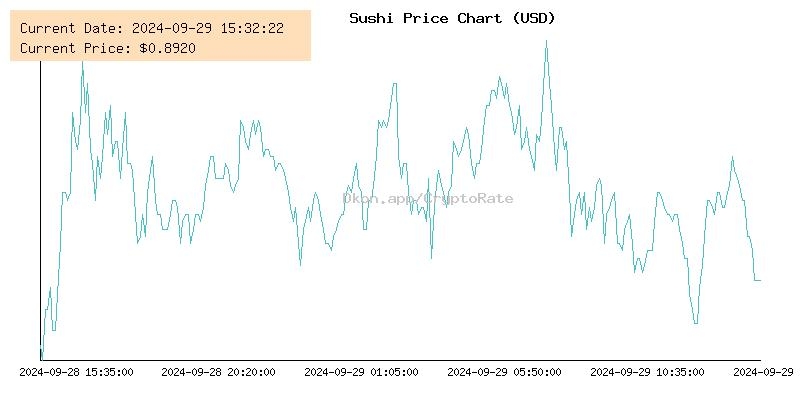 Sushi Price Chart (USD)
Current Date: 2024-09-29 15:32:22
Current Price: $0.8920
Okon.app/CryptoRate
2024-09-28 15:35:00 2024-09-28 20:20:00 2024-09-29 01:05:00 2024-09-29 05:50:00 2024-09-29 10:35:00 2024-09-29